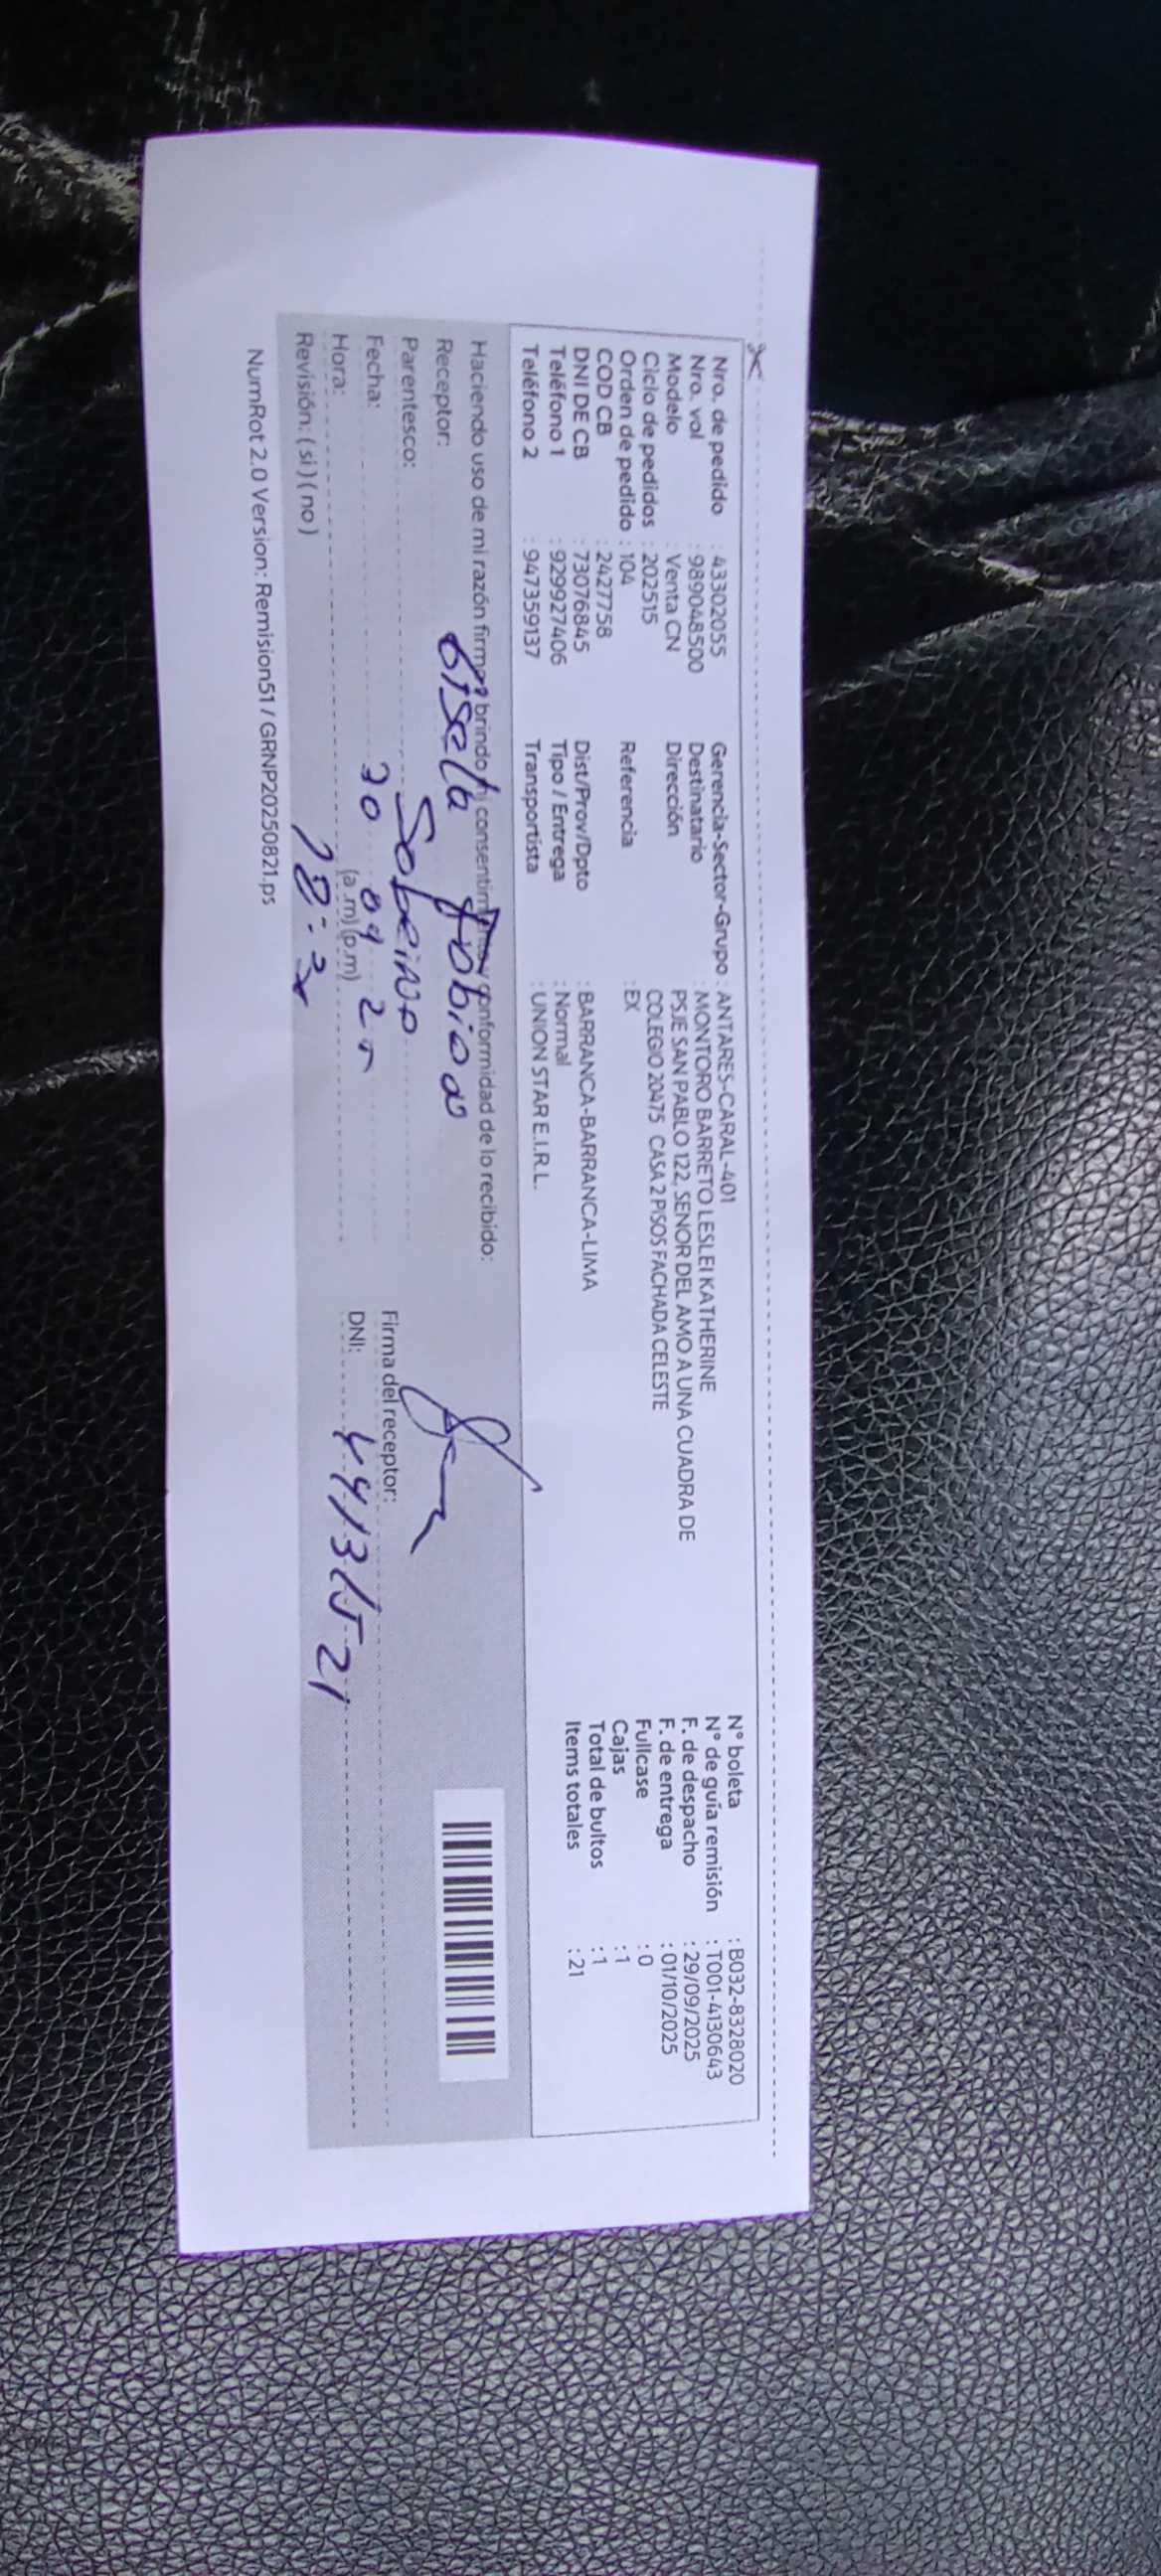 Nro. de pedido : 43302055
Nro. vol : 989048500
Modelo : Venta CN
Ciclo de pedidos : 202515
Orden de pedido : 104
COD CB : 2427758
DNI DE CB : 73076845
Teléfono 1 : 929927406
Teléfono 2 : 947359137
Gerencia-Sector-Grupo : ANTARES-CARAL-401
Destinatario : MONTORO BARRETO LESLEI KATHERINE
Dirección : PSJE SAN PABLO 122, SENOR DEL AMO A UNA CUADRA DE
COLEGIO 20475 CASA 2 PISOS FACHADA CELESTE
Referencia : EX
Dist/Prov/Dpto : BARRANCA-BARRANCA-LIMA
Tipo / Entrega : Normal
Transportista : UNION STAR E.I.R.L.
N° boleta : B032-8328020
N° de guía remisión : T001-4130643
F. de despacho : 29/09/2025
F. de entrega : 01/10/2025
Fullcase : 0
Cajas : 1
Total de bultos : 1
Items totales : 21
Haciendo uso de mi razón firmo y brindo mi consentimiento y conformidad de lo recibido:
Receptor: Gisela
Parentesco: Sobrina
Fecha: 30 09
Hora: (a.m) (p.m)
Revisión: (si) (no)
Firma del receptor:
DNI: 44131521
NumRot 2.0 Version: Remision51 / GRNP20250821.ps